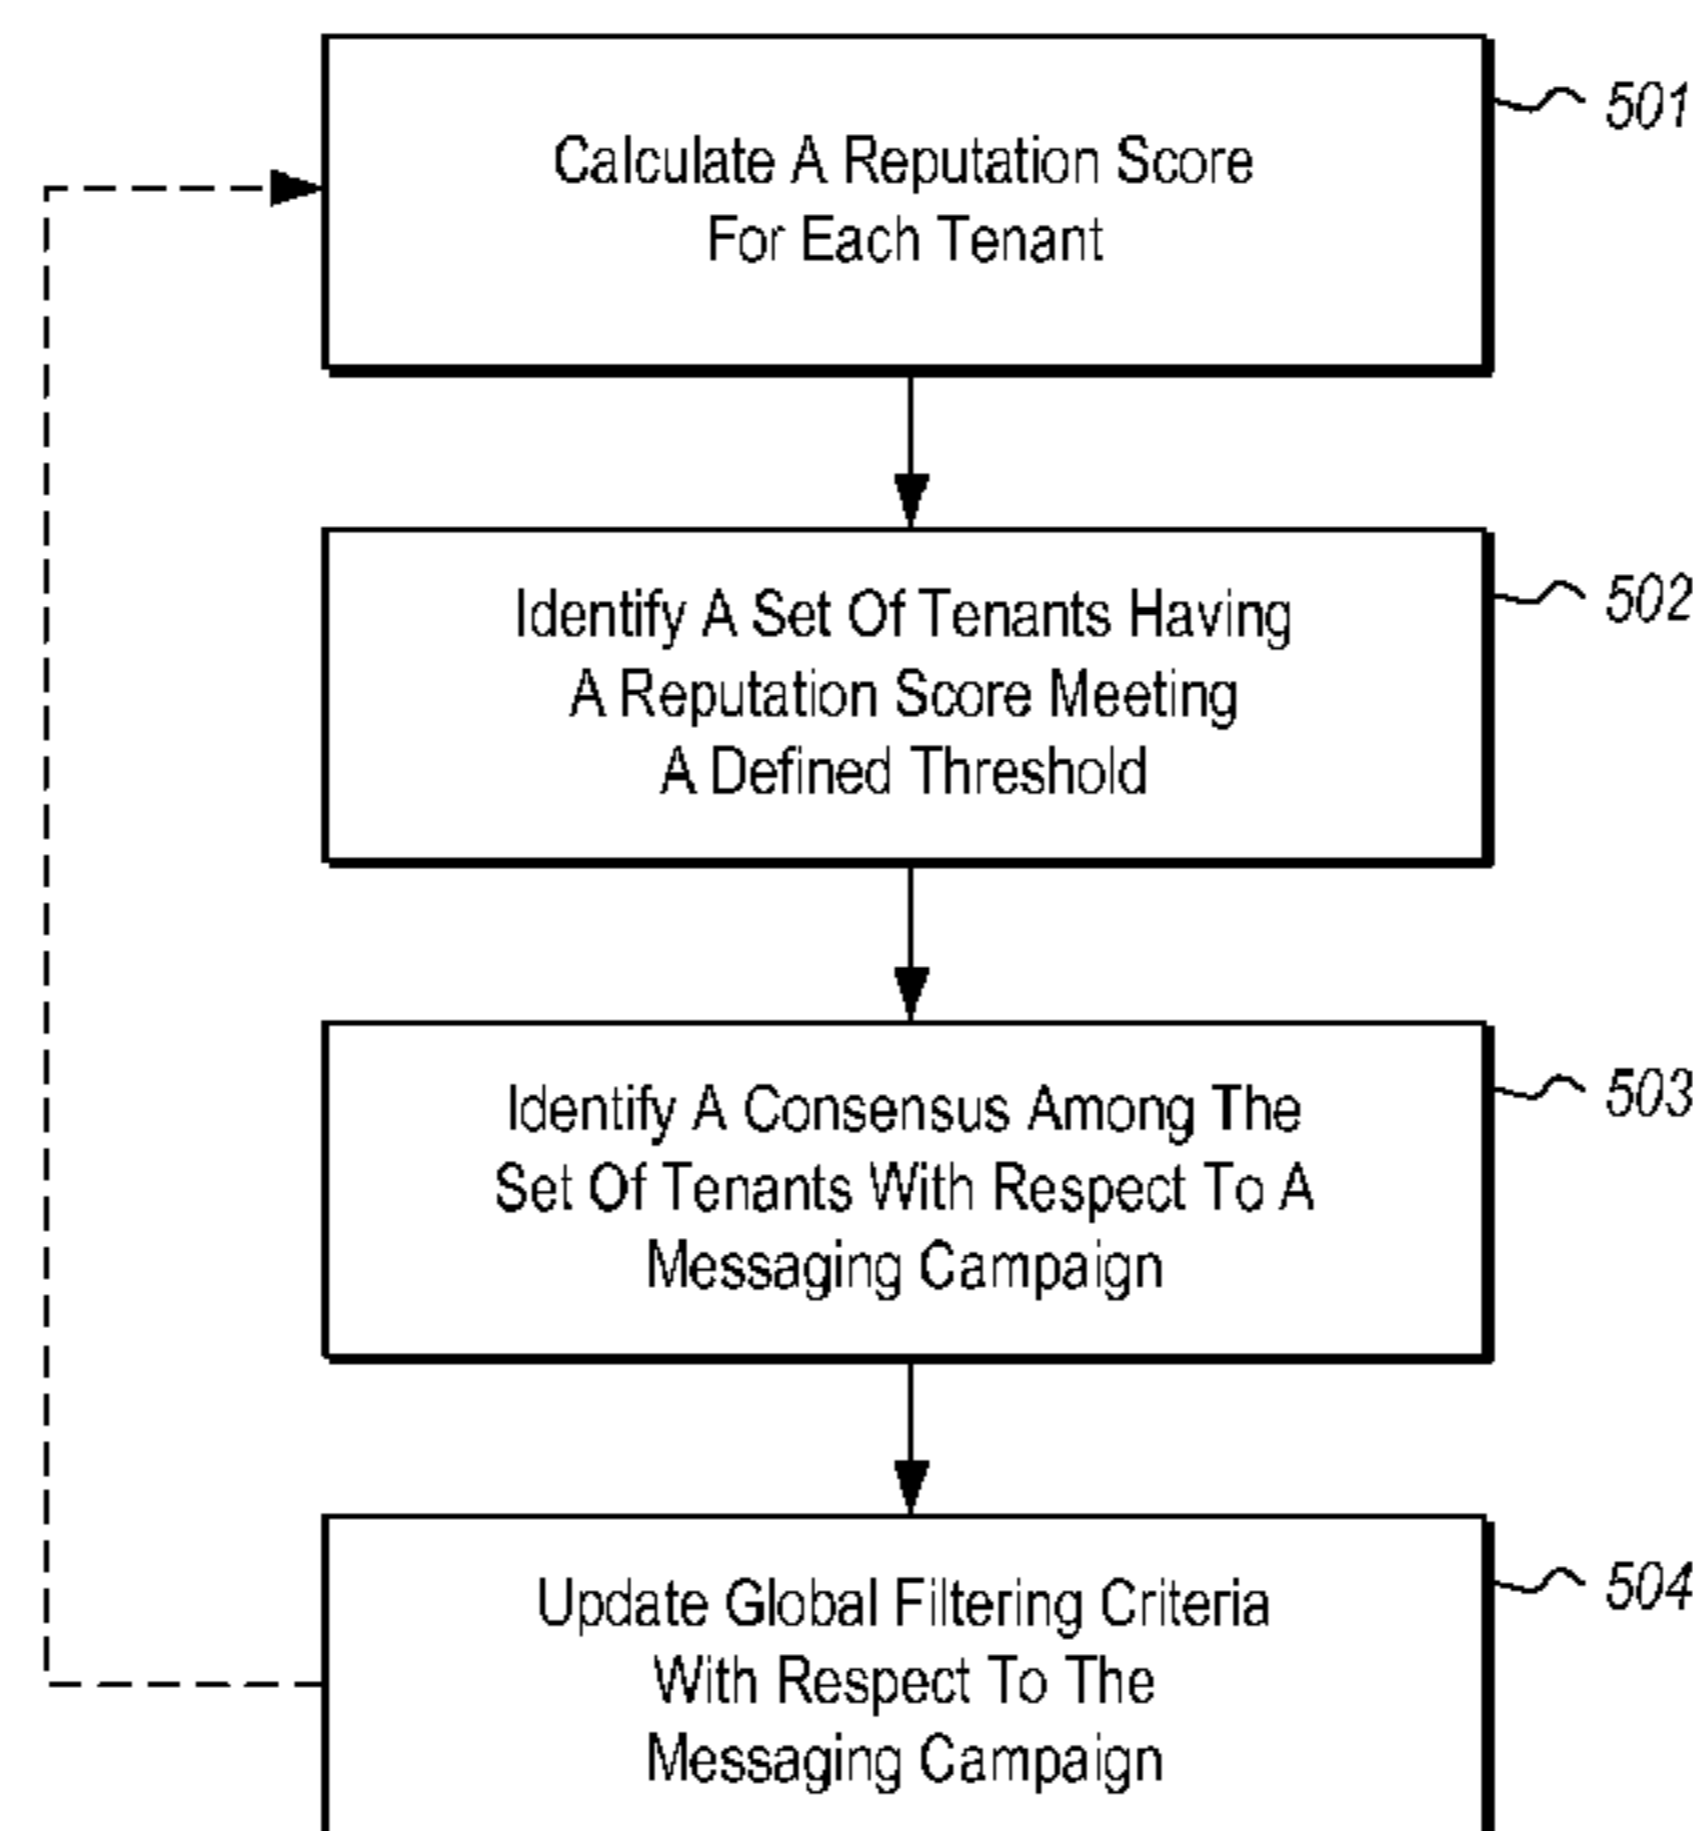 Calculate A Reputation Score
For Each Tenant
501
Identify A Set Of Tenants Having
A Reputation Score Meeting
A Defined Threshold
502
Identify A Consensus Among The
Set Of Tenants With Respect To A
Messaging Campaign
503
Update Global Filtering Criteria
With Respect To The
Messaging Campaign
504